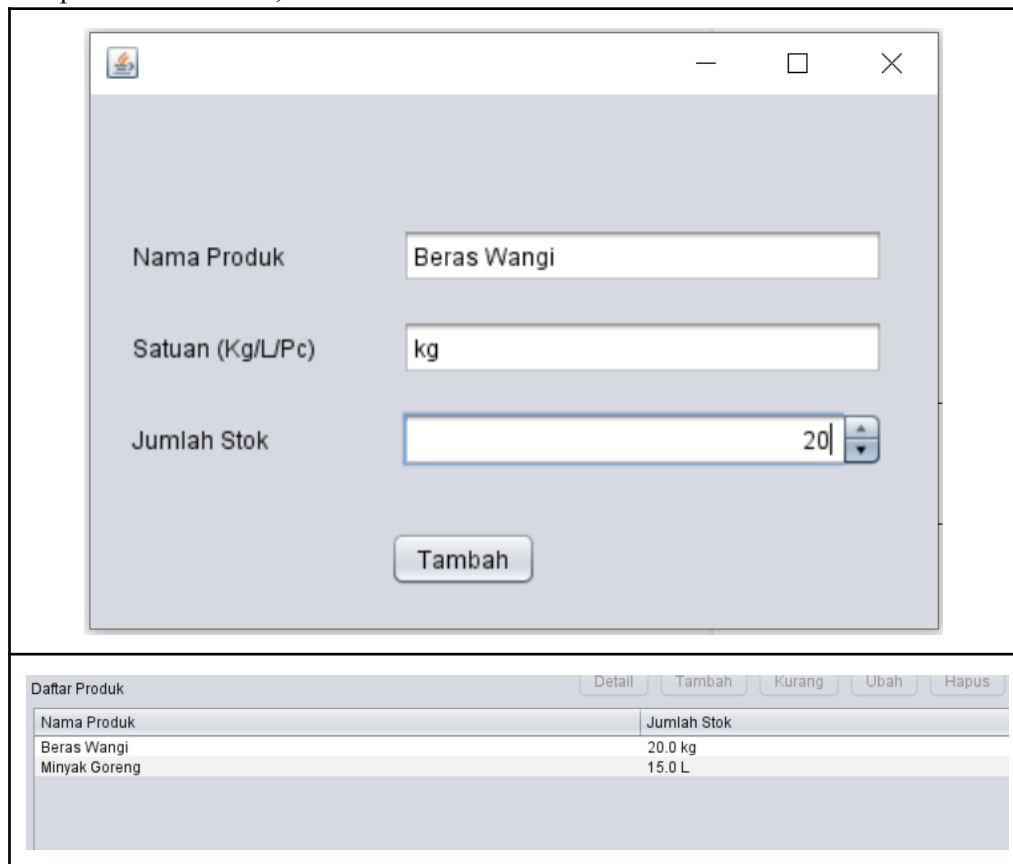 Nama Produk Beras Wangi
Satuan (Kg/L/Pc) kg
Jumlah Stok 20
Tambah
Daftar Produk Detail Tambah Kurang Ubah Hapus
Nama Produk Jumlah Stok
Beras Wangi 20.0 kg
Minyak Goreng 15.0 L